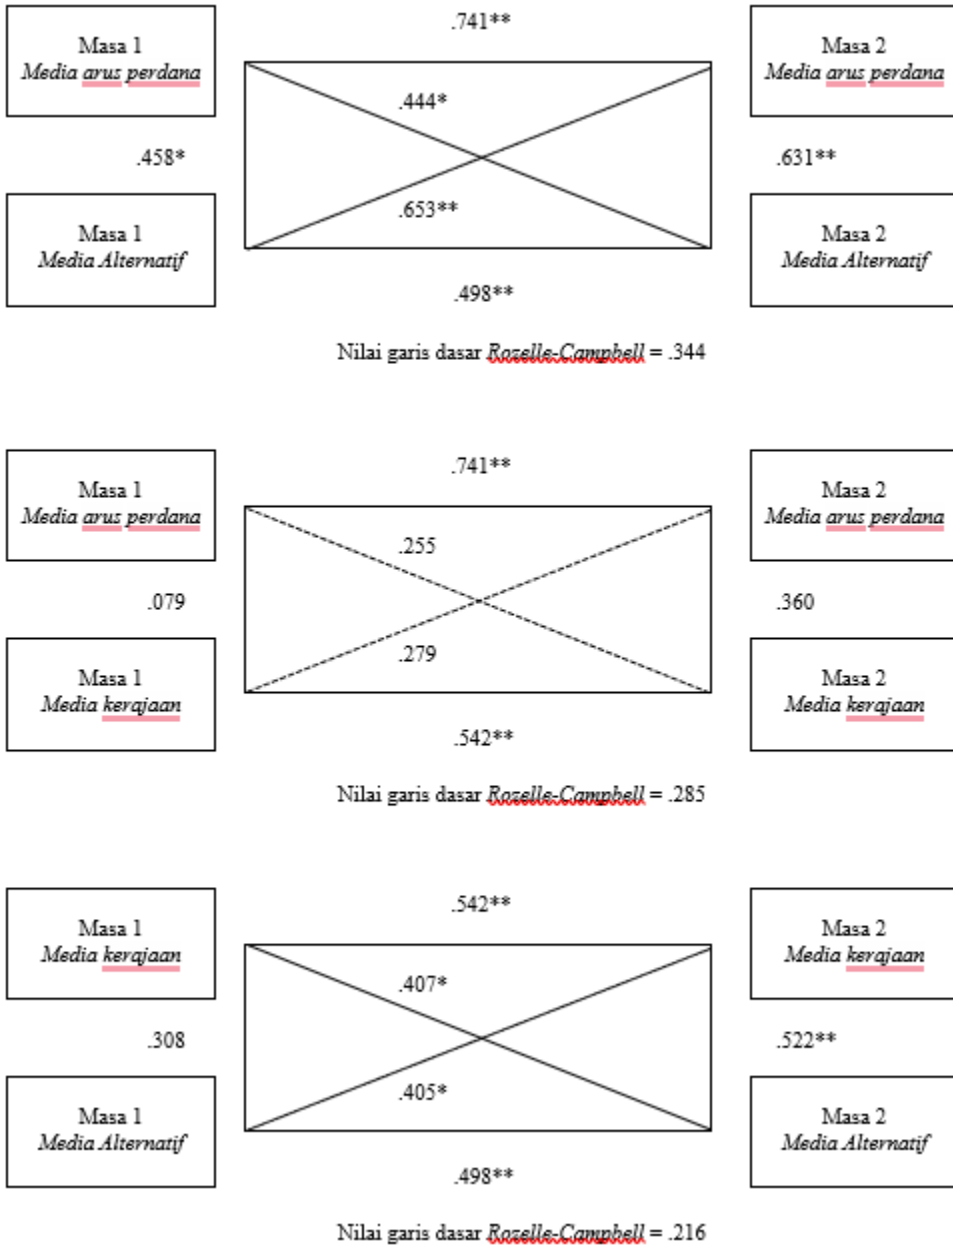 .741**
Masa 1
Media arus perdana
Masa 2
Media arus perdana
.444*
.458*
.631**
.653**
Masa 1
Media Alternatif
Masa 2
Media Alternatif
.498**
Nilai garis dasar Rozelle-Campbell = .344
.741**
Masa 1
Media arus perdana
Masa 2
Media arus perdana
.255
.079
.360
.279
Masa 1
Media kerajaan
Masa 2
Media kerajaan
.542**
Nilai garis dasar Rozelle-Campbell = .285
.542**
Masa 1
Media kerajaan
Masa 2
Media kerajaan
.407*
.308
.522**
.405*
Masa 1
Media Alternatif
Masa 2
Media Alternatif
.498**
Nilai garis dasar Rozelle-Campbell = .216